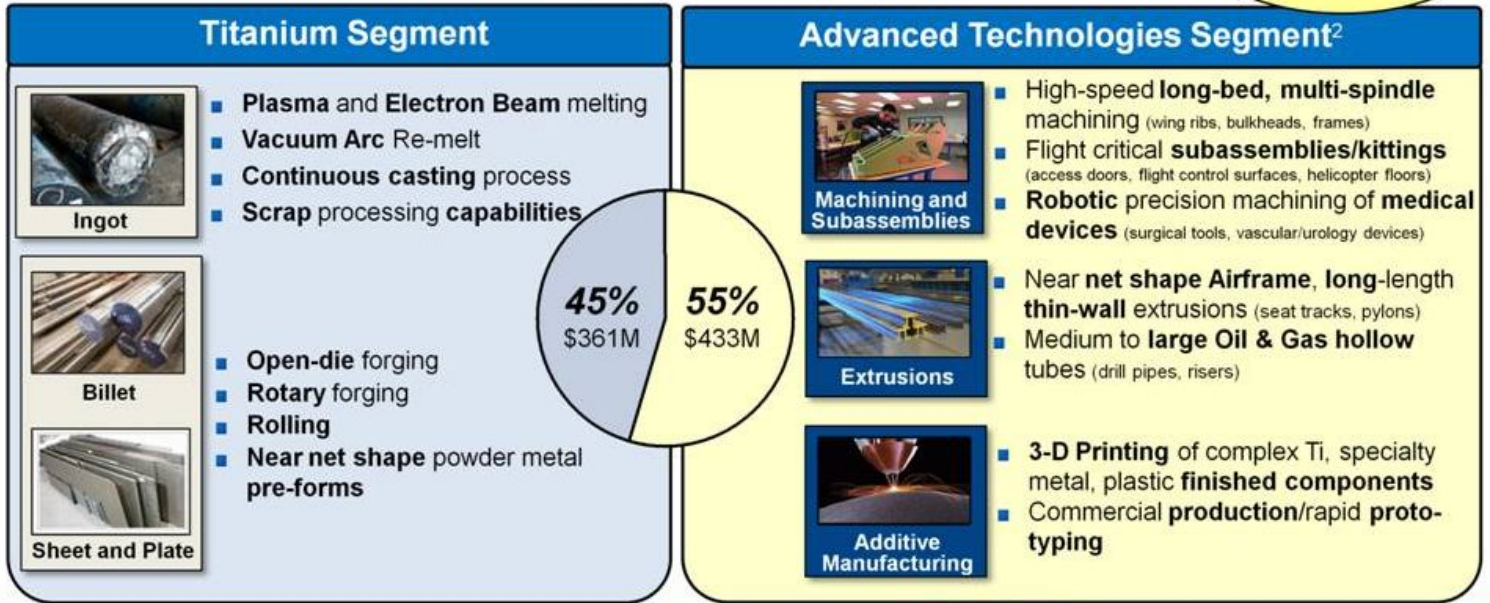 Titanium Segment
Plasma and Electron Beam melting
Vacuum Arc Re-melt
Continuous casting process
Scrap processing capabilities
Ingot
Billet
Open-die forging
Rotary forging
Rolling
Near net shape powder metal
pre-forms
Sheet and Plate
45%
$361M
55%
$433M
Advanced Technologies Segment²
High-speed long-bed, multi-spindle
machining (wing ribs, bulkheads, frames)
Flight critical subassemblies/kittings
(access doors, flight control surfaces, helicopter floors)
Robotic precision machining of medical
devices (surgical tools, vascular/urology devices)
Machining and
Subassemblies
Near net shape Airframe, long-length
thin-wall extrusions (seat tracks, pylons)
Medium to large Oil & Gas hollow
tubes (drill pipes, risers)
Extrusions
3-D Printing of complex Ti, specialty
metal, plastic finished components
Commercial production/rapid proto-
typing
Additive
Manufacturing